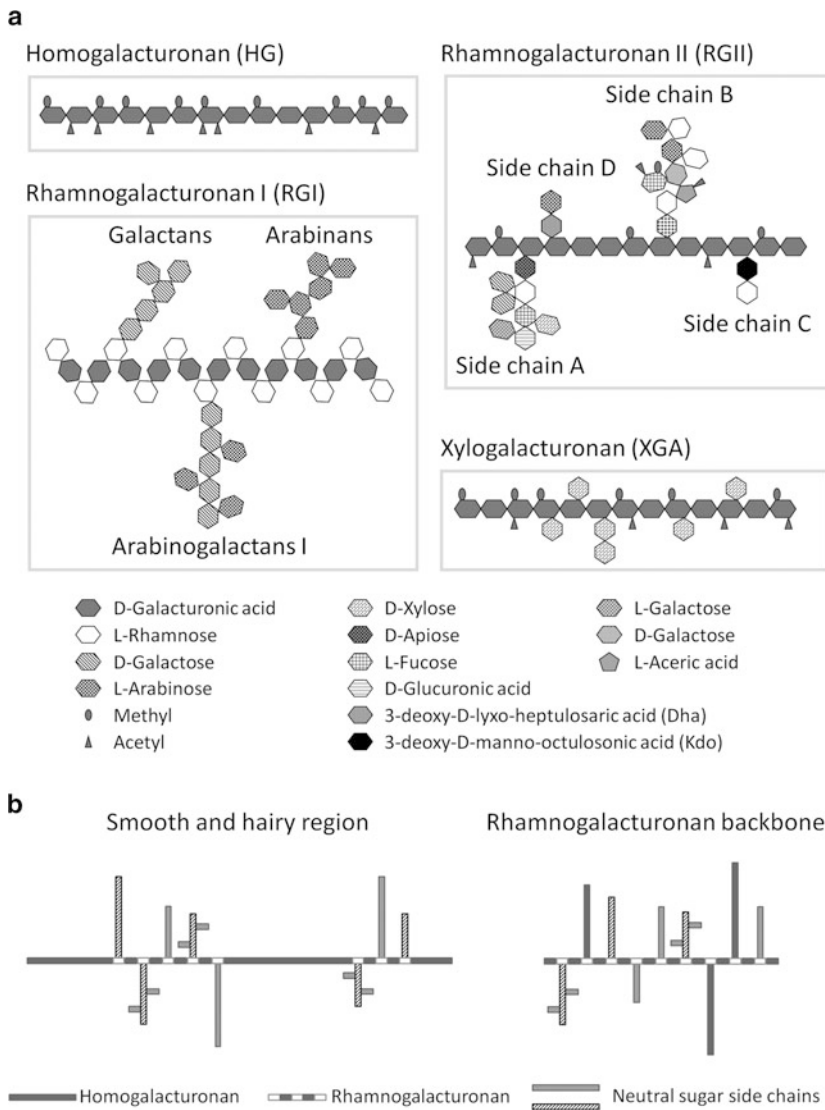 a
Homogalacturonan (HG)
Rhamnogalacturonan I (RGI)
Galactans
Arabinans
Arabinogalactans I
Rhamnogalacturonan II (RGII)
Side chain B
Side chain D
Side chain A
Side chain C
Xylogalacturonan (XGA)
D-Galacturonic acid
L-Rhamnose
D-Galactose
L-Arabinose
Methyl
Acetyl
D-Xylose
D-Apiose
L-Fucose
D-Glucuronic acid
3-deoxy-D-lyxo-heptulosaric acid (Dha)
3-deoxy-D-manno-octulosonic acid (Kdo)
L-Galactose
D-Galactose
L-Aceric acid
b
Smooth and hairy region
Rhamnogalacturonan backbone
Homogalacturonan
Rhamnogalacturonan
Neutral sugar side chains